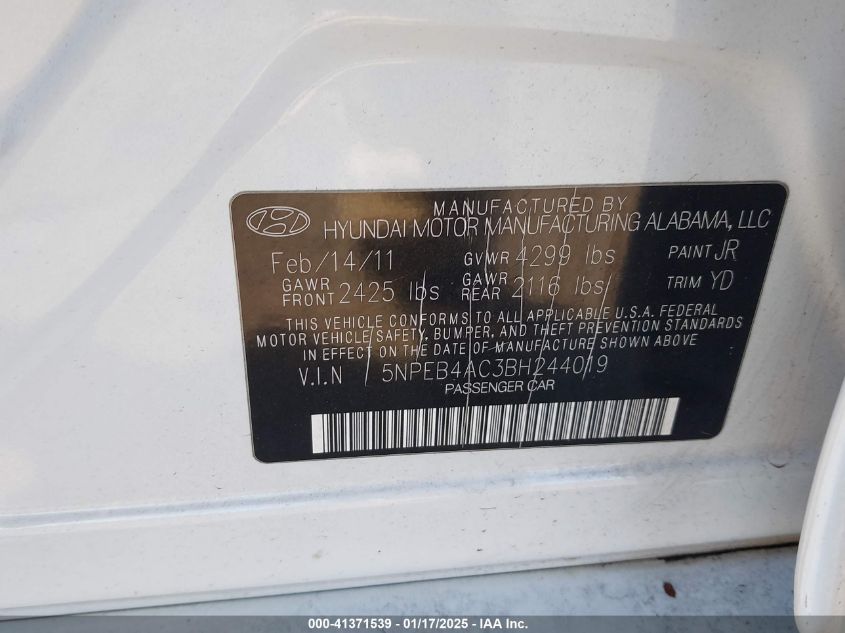 MANUFACTURED BY
HYUNDAI MOTOR MANUFACTURING ALABAMA, LLC
Feb/14/11 GVWR 4299 lbs PAINT JR
GAWR FRONT 2425 lbs GAWR REAR 2116 lbs TRIM YD
THIS VEHICLE CONFORMS TO ALL APPLICABLE U.S.A. FEDERAL
MOTOR VEHICLE SAFETY, BUMPER, AND THEFT PREVENTION STANDARDS
IN EFFECT ON THE DATE OF MANUFACTURE SHOWN ABOVE
V.I.N 5NPEB4AC3BH244019
PASSENGER CAR
000-41371539 - 01/17/2025 - IAA Inc.